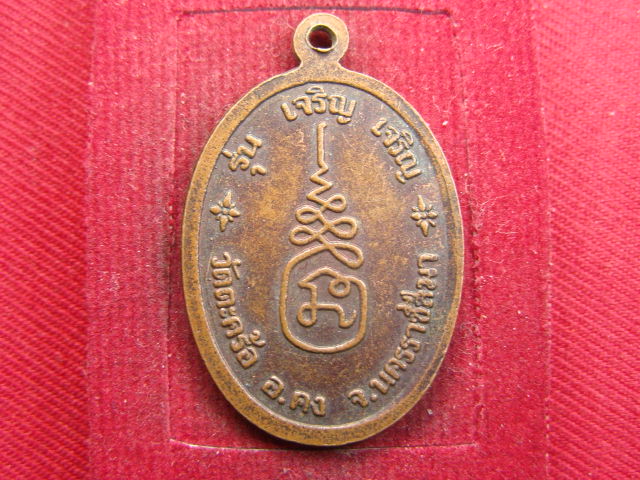 รุ่น เจริญ เจริญ
วัดตะคร้อ อ.คง จ.นครราชสีมา